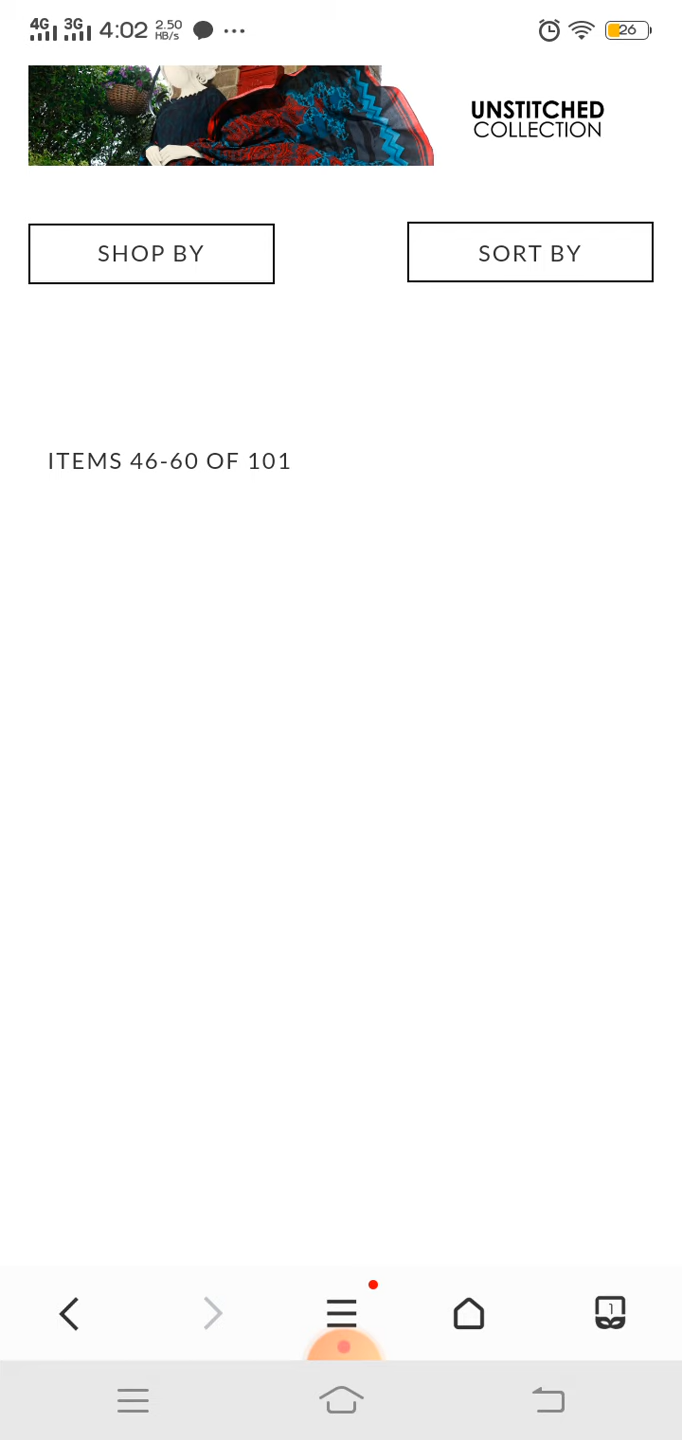 4G 3G 4:02 2.50 KB/s 26
UNSTITCHED
COLLECTION
SHOP BY
SORT BY
ITEMS 46-60 OF 101
1